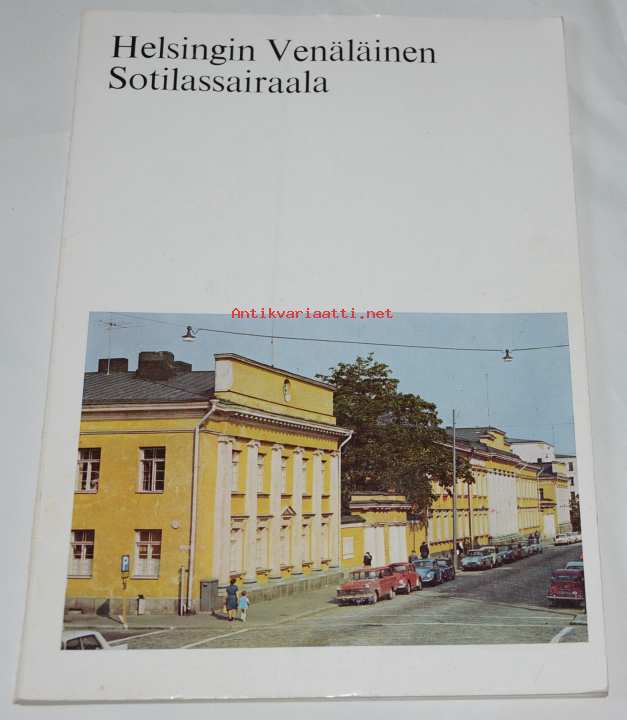 Helsingin Venäläinen
Sotilassairaala
Antikvariaatti.net